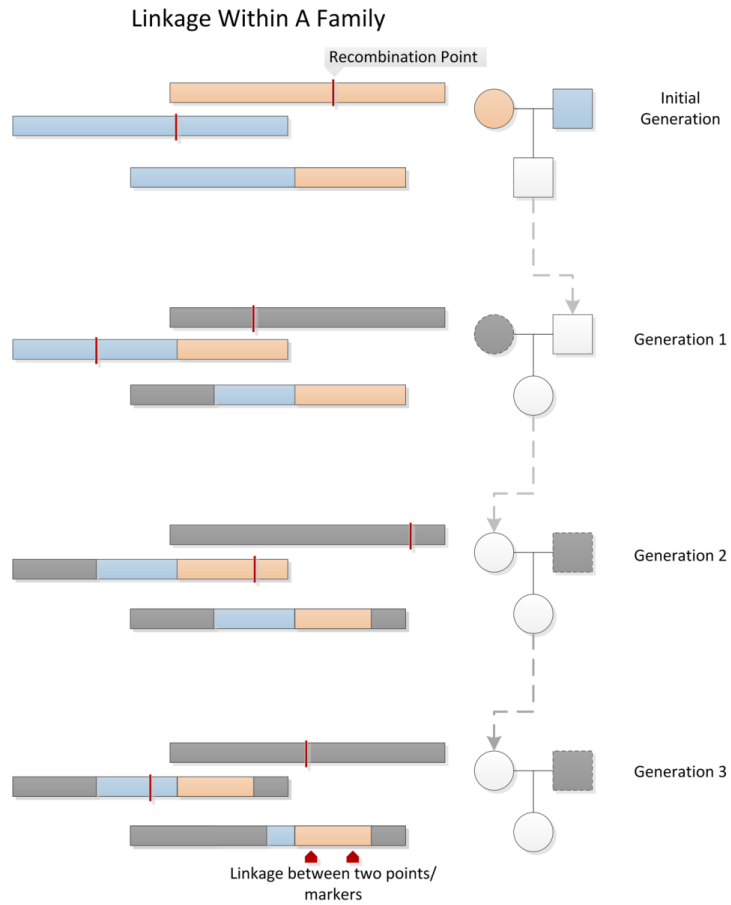 Linkage Within A Family
Recombination Point
Initial
Generation
Generation 1
Generation 2
Generation 3
Linkage between two points/
markers